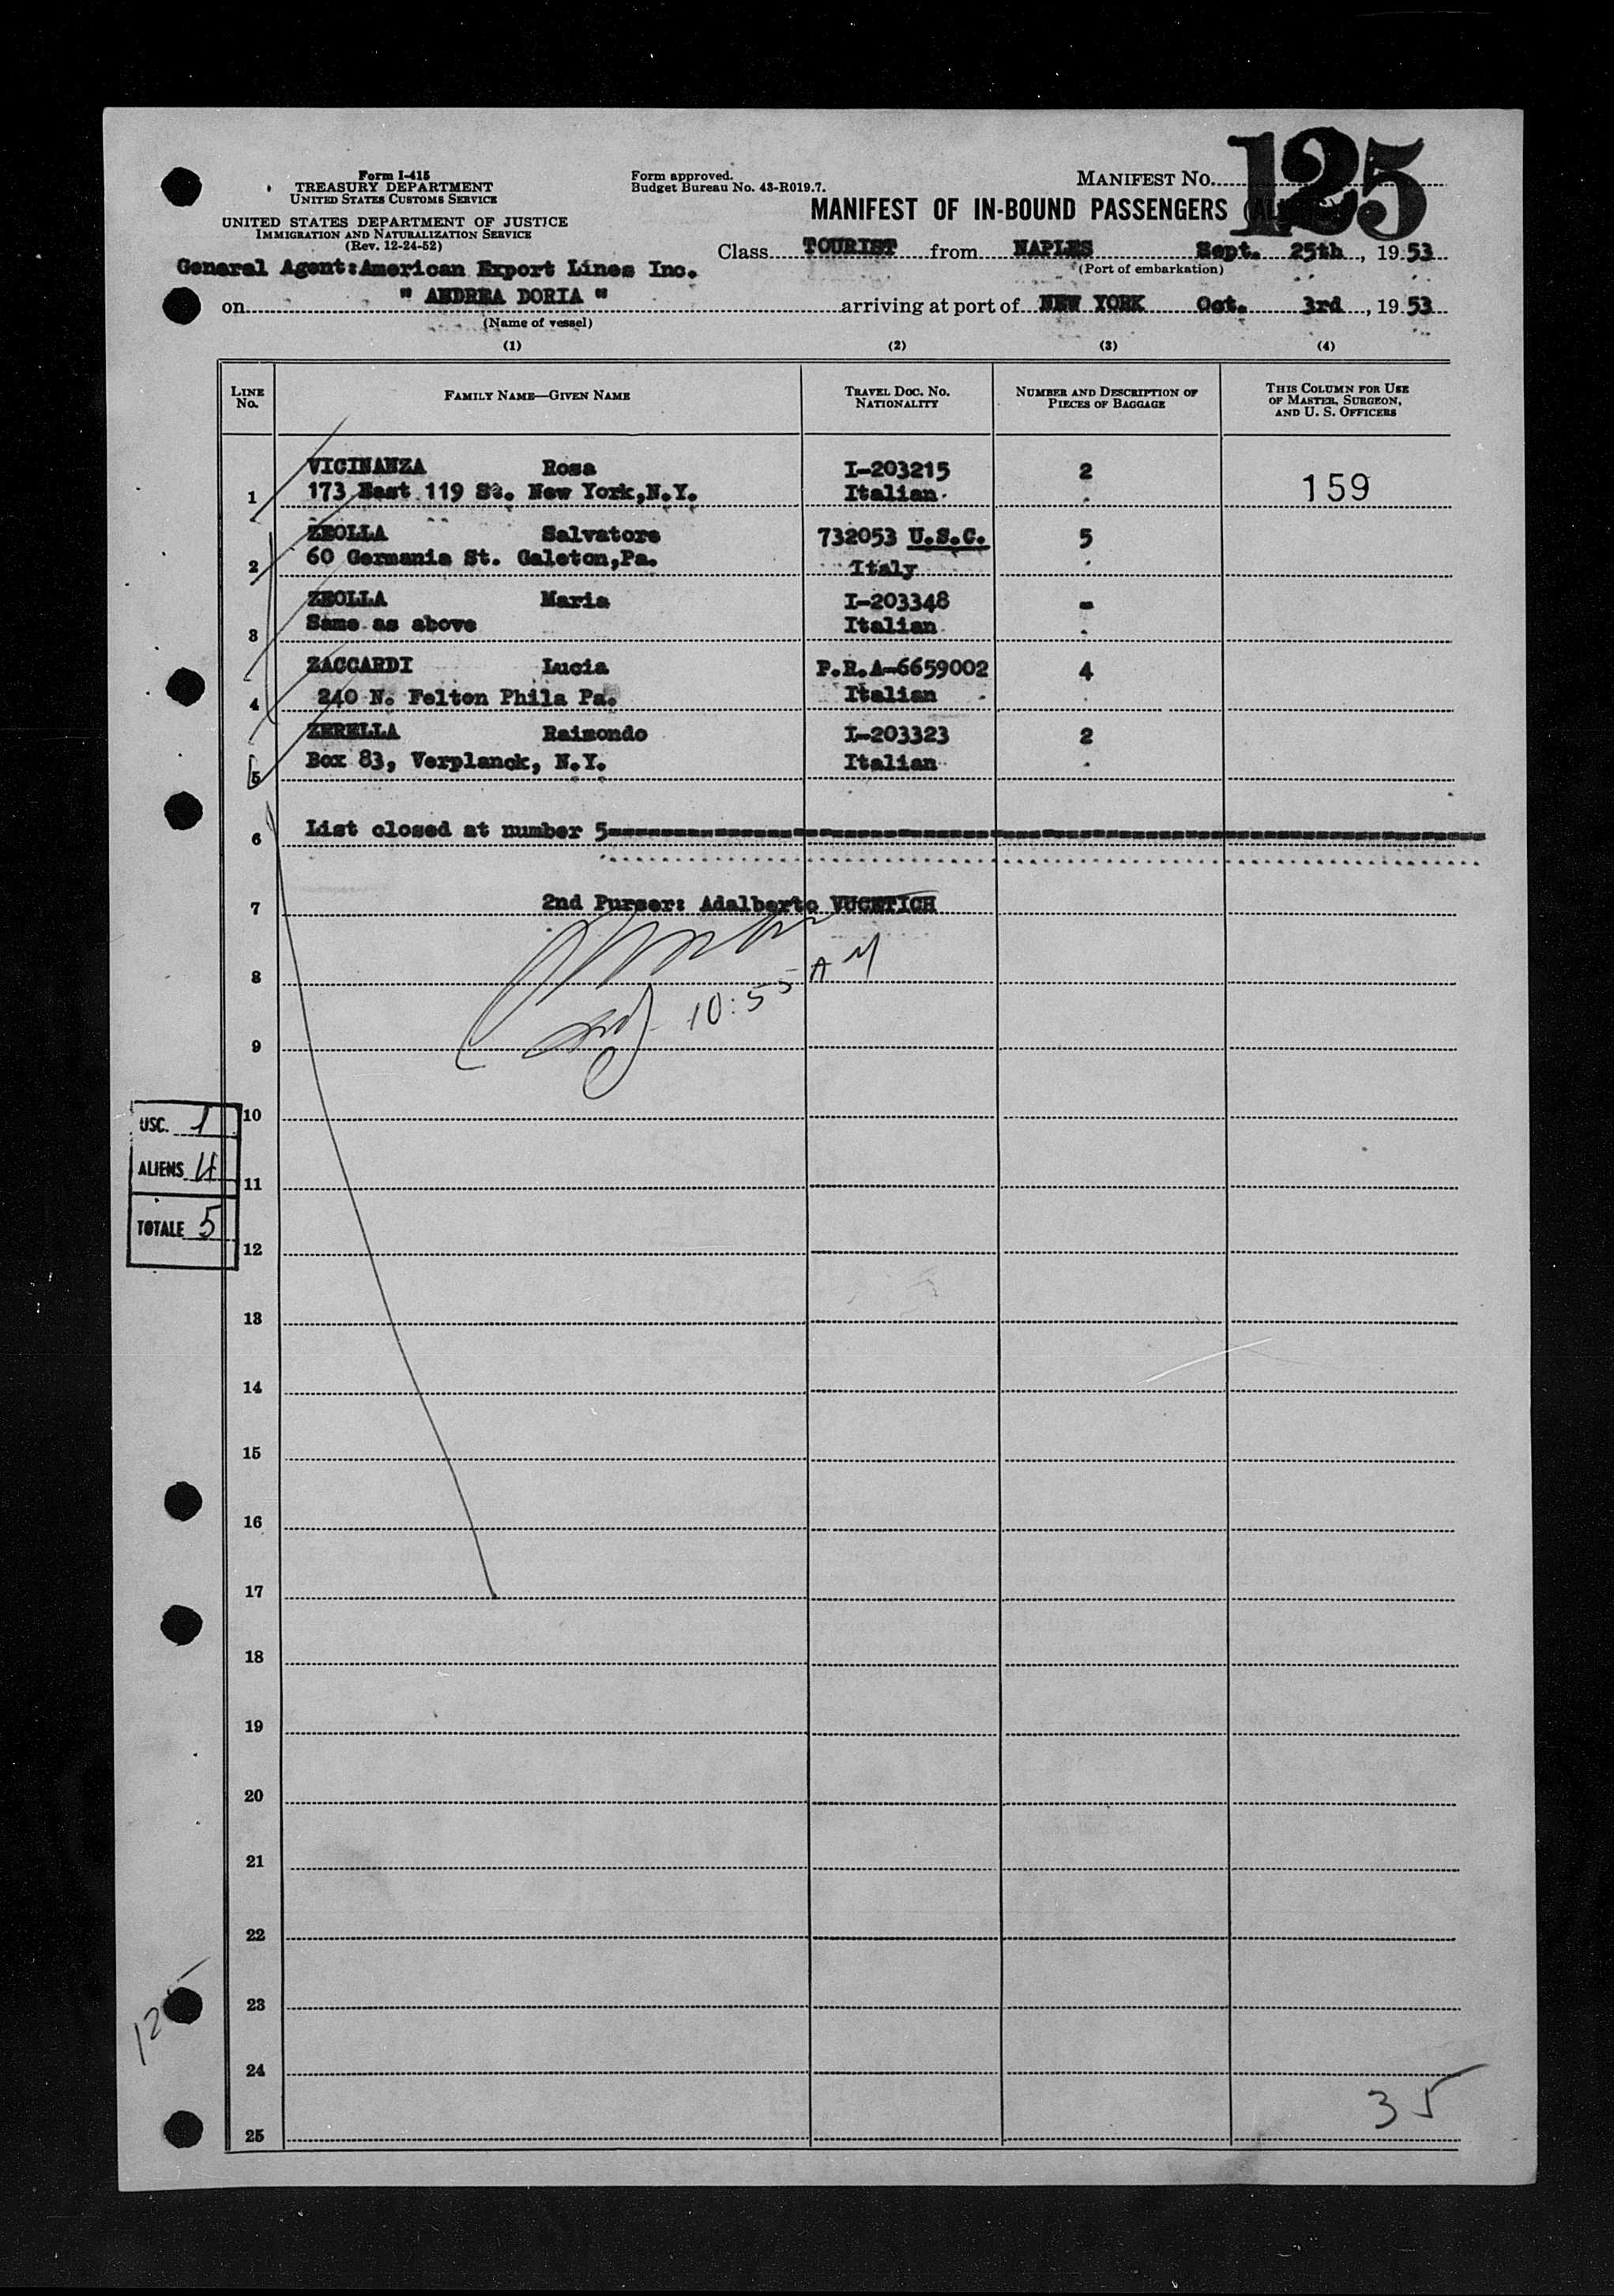 Form I-415
TREASURY DEPARTMENT
UNITED STATES CUSTOMS SERVICE
UNITED STATES DEPARTMENT OF JUSTICE
IMMIGRATION AND NATURALIZATION SERVICE
(Rev. 12-24-52)
Form approved.
Budget Bureau No. 43-R019.7.
MANIFEST NO. 125
MANIFEST OF IN-BOUND PASSENGERS
Class TOURIST from NAPLES Sept. 25th, 1953
(Port of embarkation)
General Agent:American Export Lines Inc.
on " ANDREA DORIA " arriving at port of NEW YORK Oct. 3rd, 1953
(Name of vessel)
(1) (2) (3) (4)
LINE NO. FAMILY NAME—GIVEN NAME TRAVEL DOC. NO. NATIONALITY NUMBER AND DESCRIPTION OF PIECES OF BAGGAGE THIS COLUMN FOR USE OF MASTER, SURGEON, AND U. S. OFFICERS
VICINANZA Rosa I-203215 2
1 173 East 119 St. New York,N.Y. Italian 159
ZEOLLA Salvatore 732053 U.S.C. 5
2 60 Germania St. Galeton,Pa. Italy
ZEOLLA Maria I-203348 -
3 Same as above Italian
ZACCARDI Lucia P.R.A-6659002 4
4 240 N. Felton Phila Pa. Italian
ZERELLA Raimondo I-203323 2
5 Box 83, Verplanck, N.Y. Italian
6 List closed at number 5
7 2nd Purser: Adalberto VUCETICH
8
10:55 AM
9
10
USC. 1
ALIENS 4
11
TOTALE 5
12
13
14
15
16
17
18
19
20
21
22
23
125
24
35
25